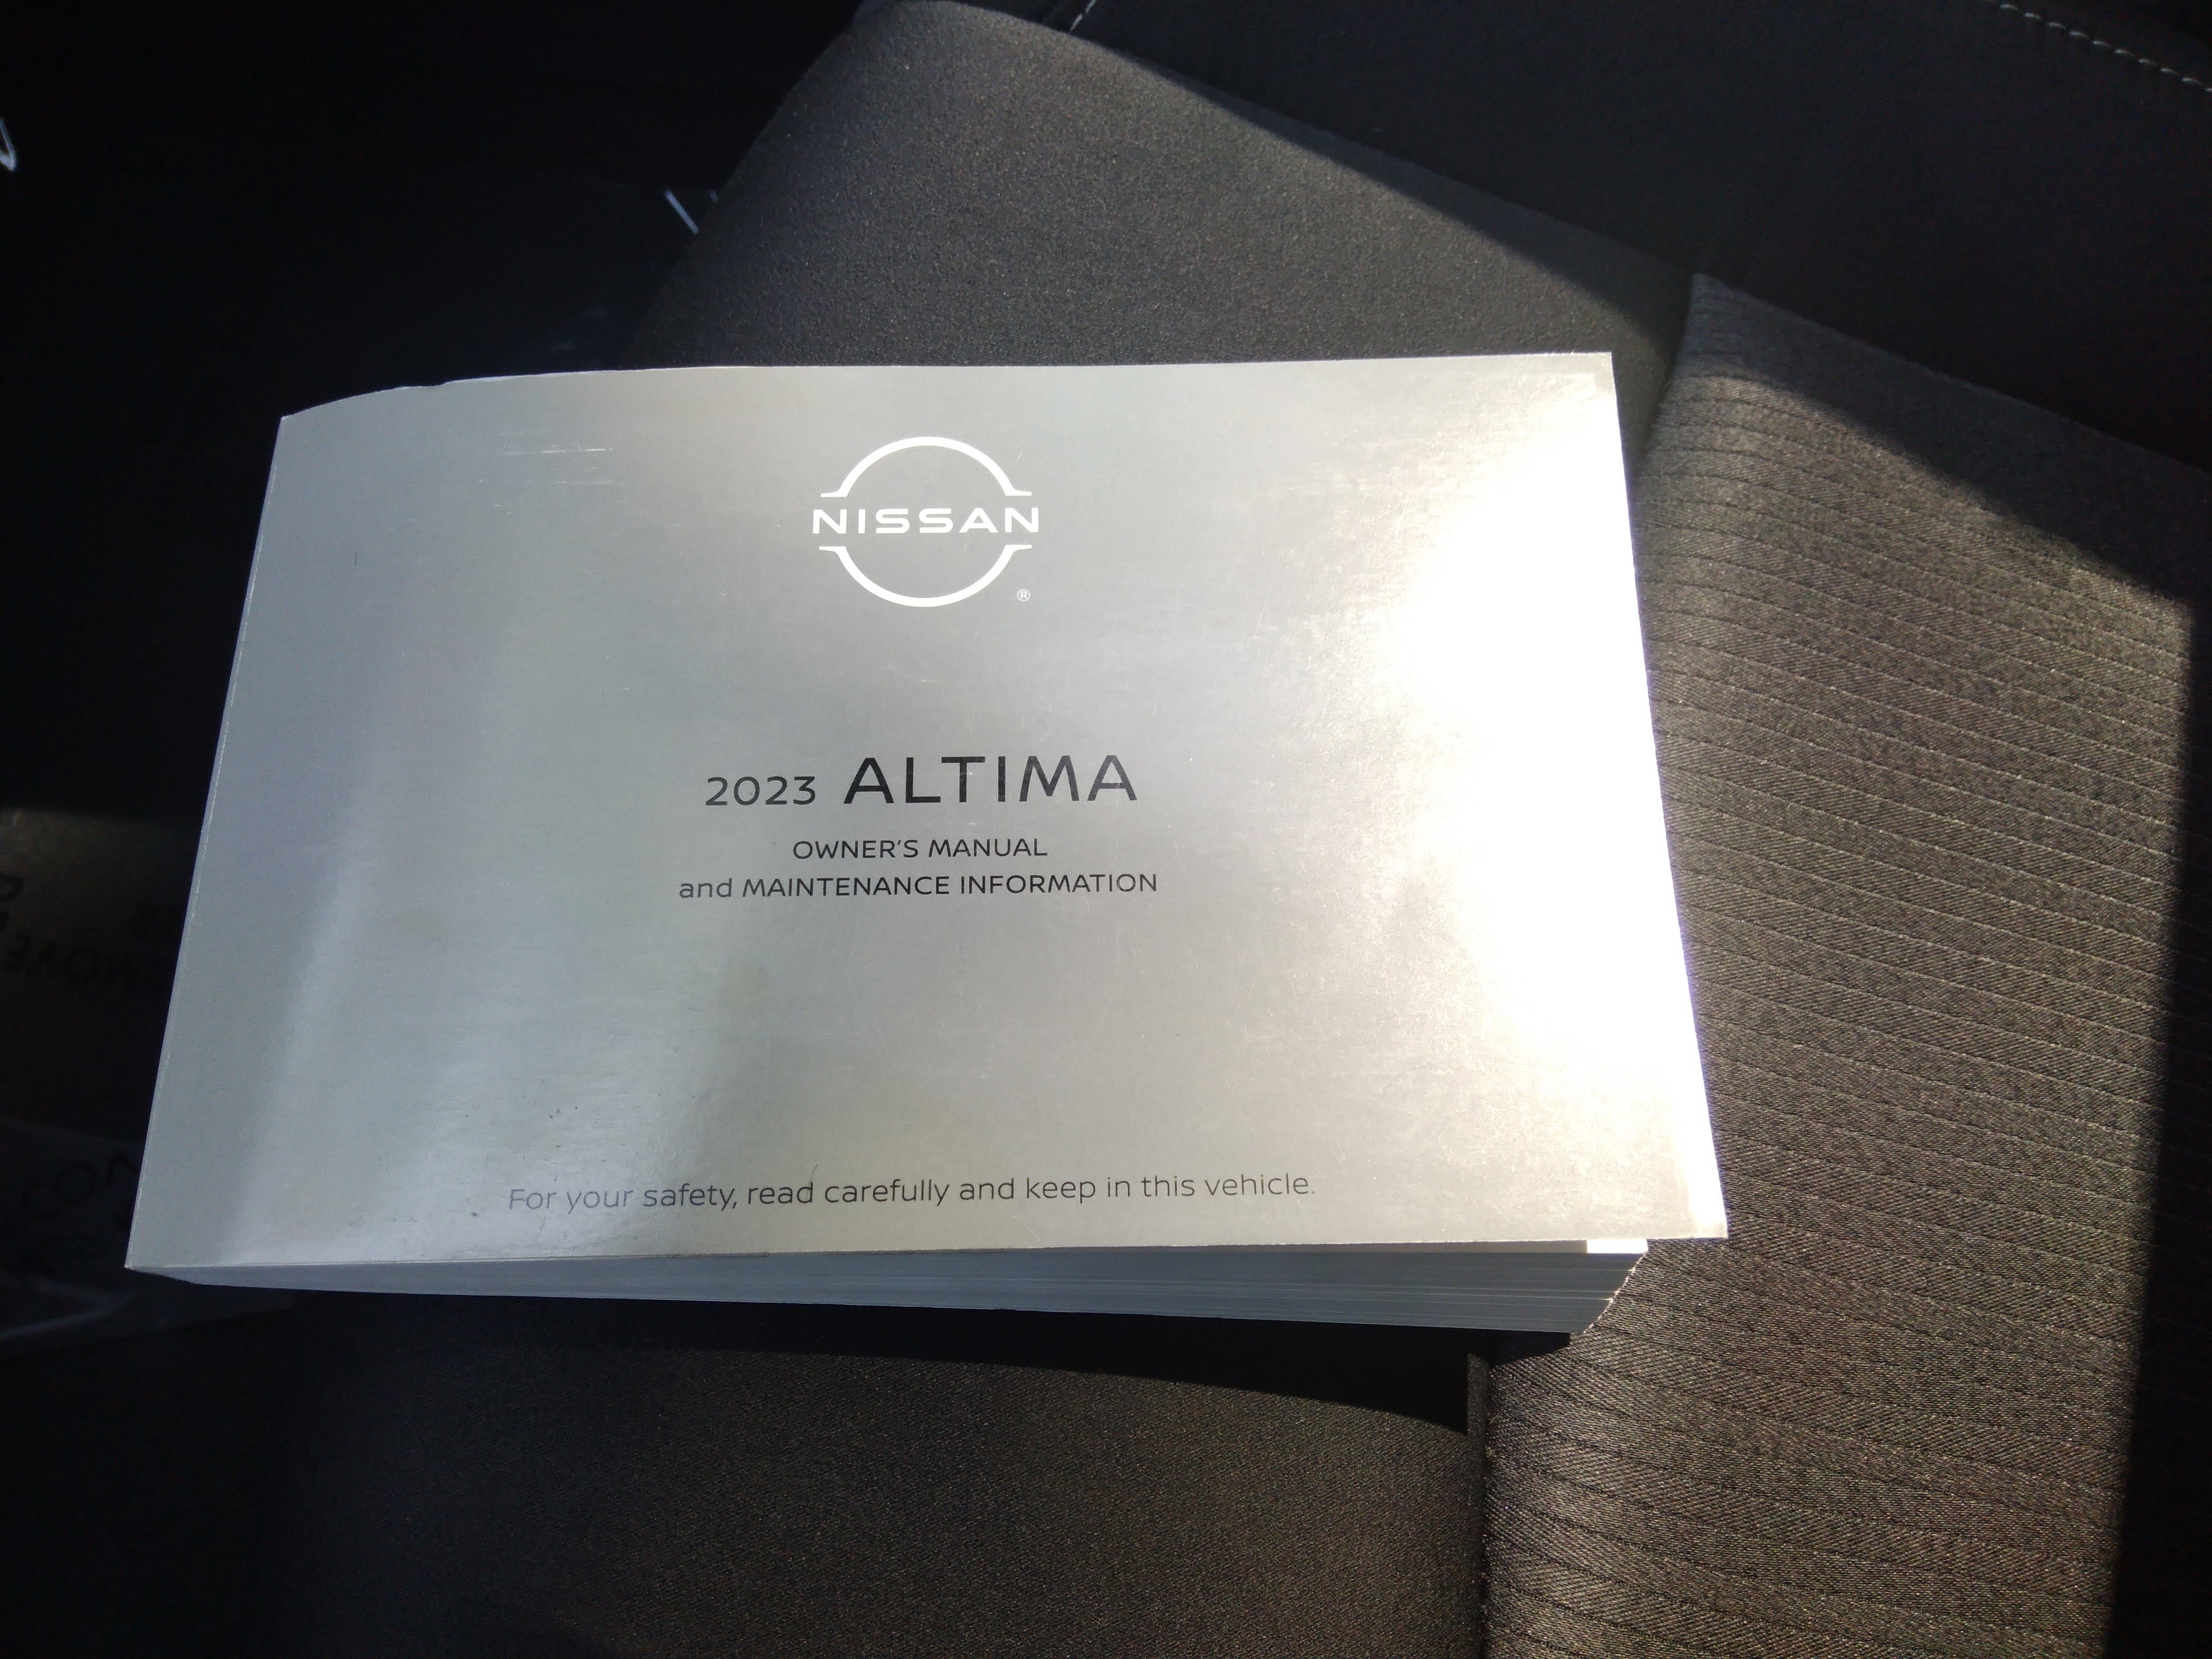 NISSAN
®
2023 ALTIMA
OWNER'S MANUAL
and MAINTENANCE INFORMATION
For your safety, read carefully and keep in this vehicle.